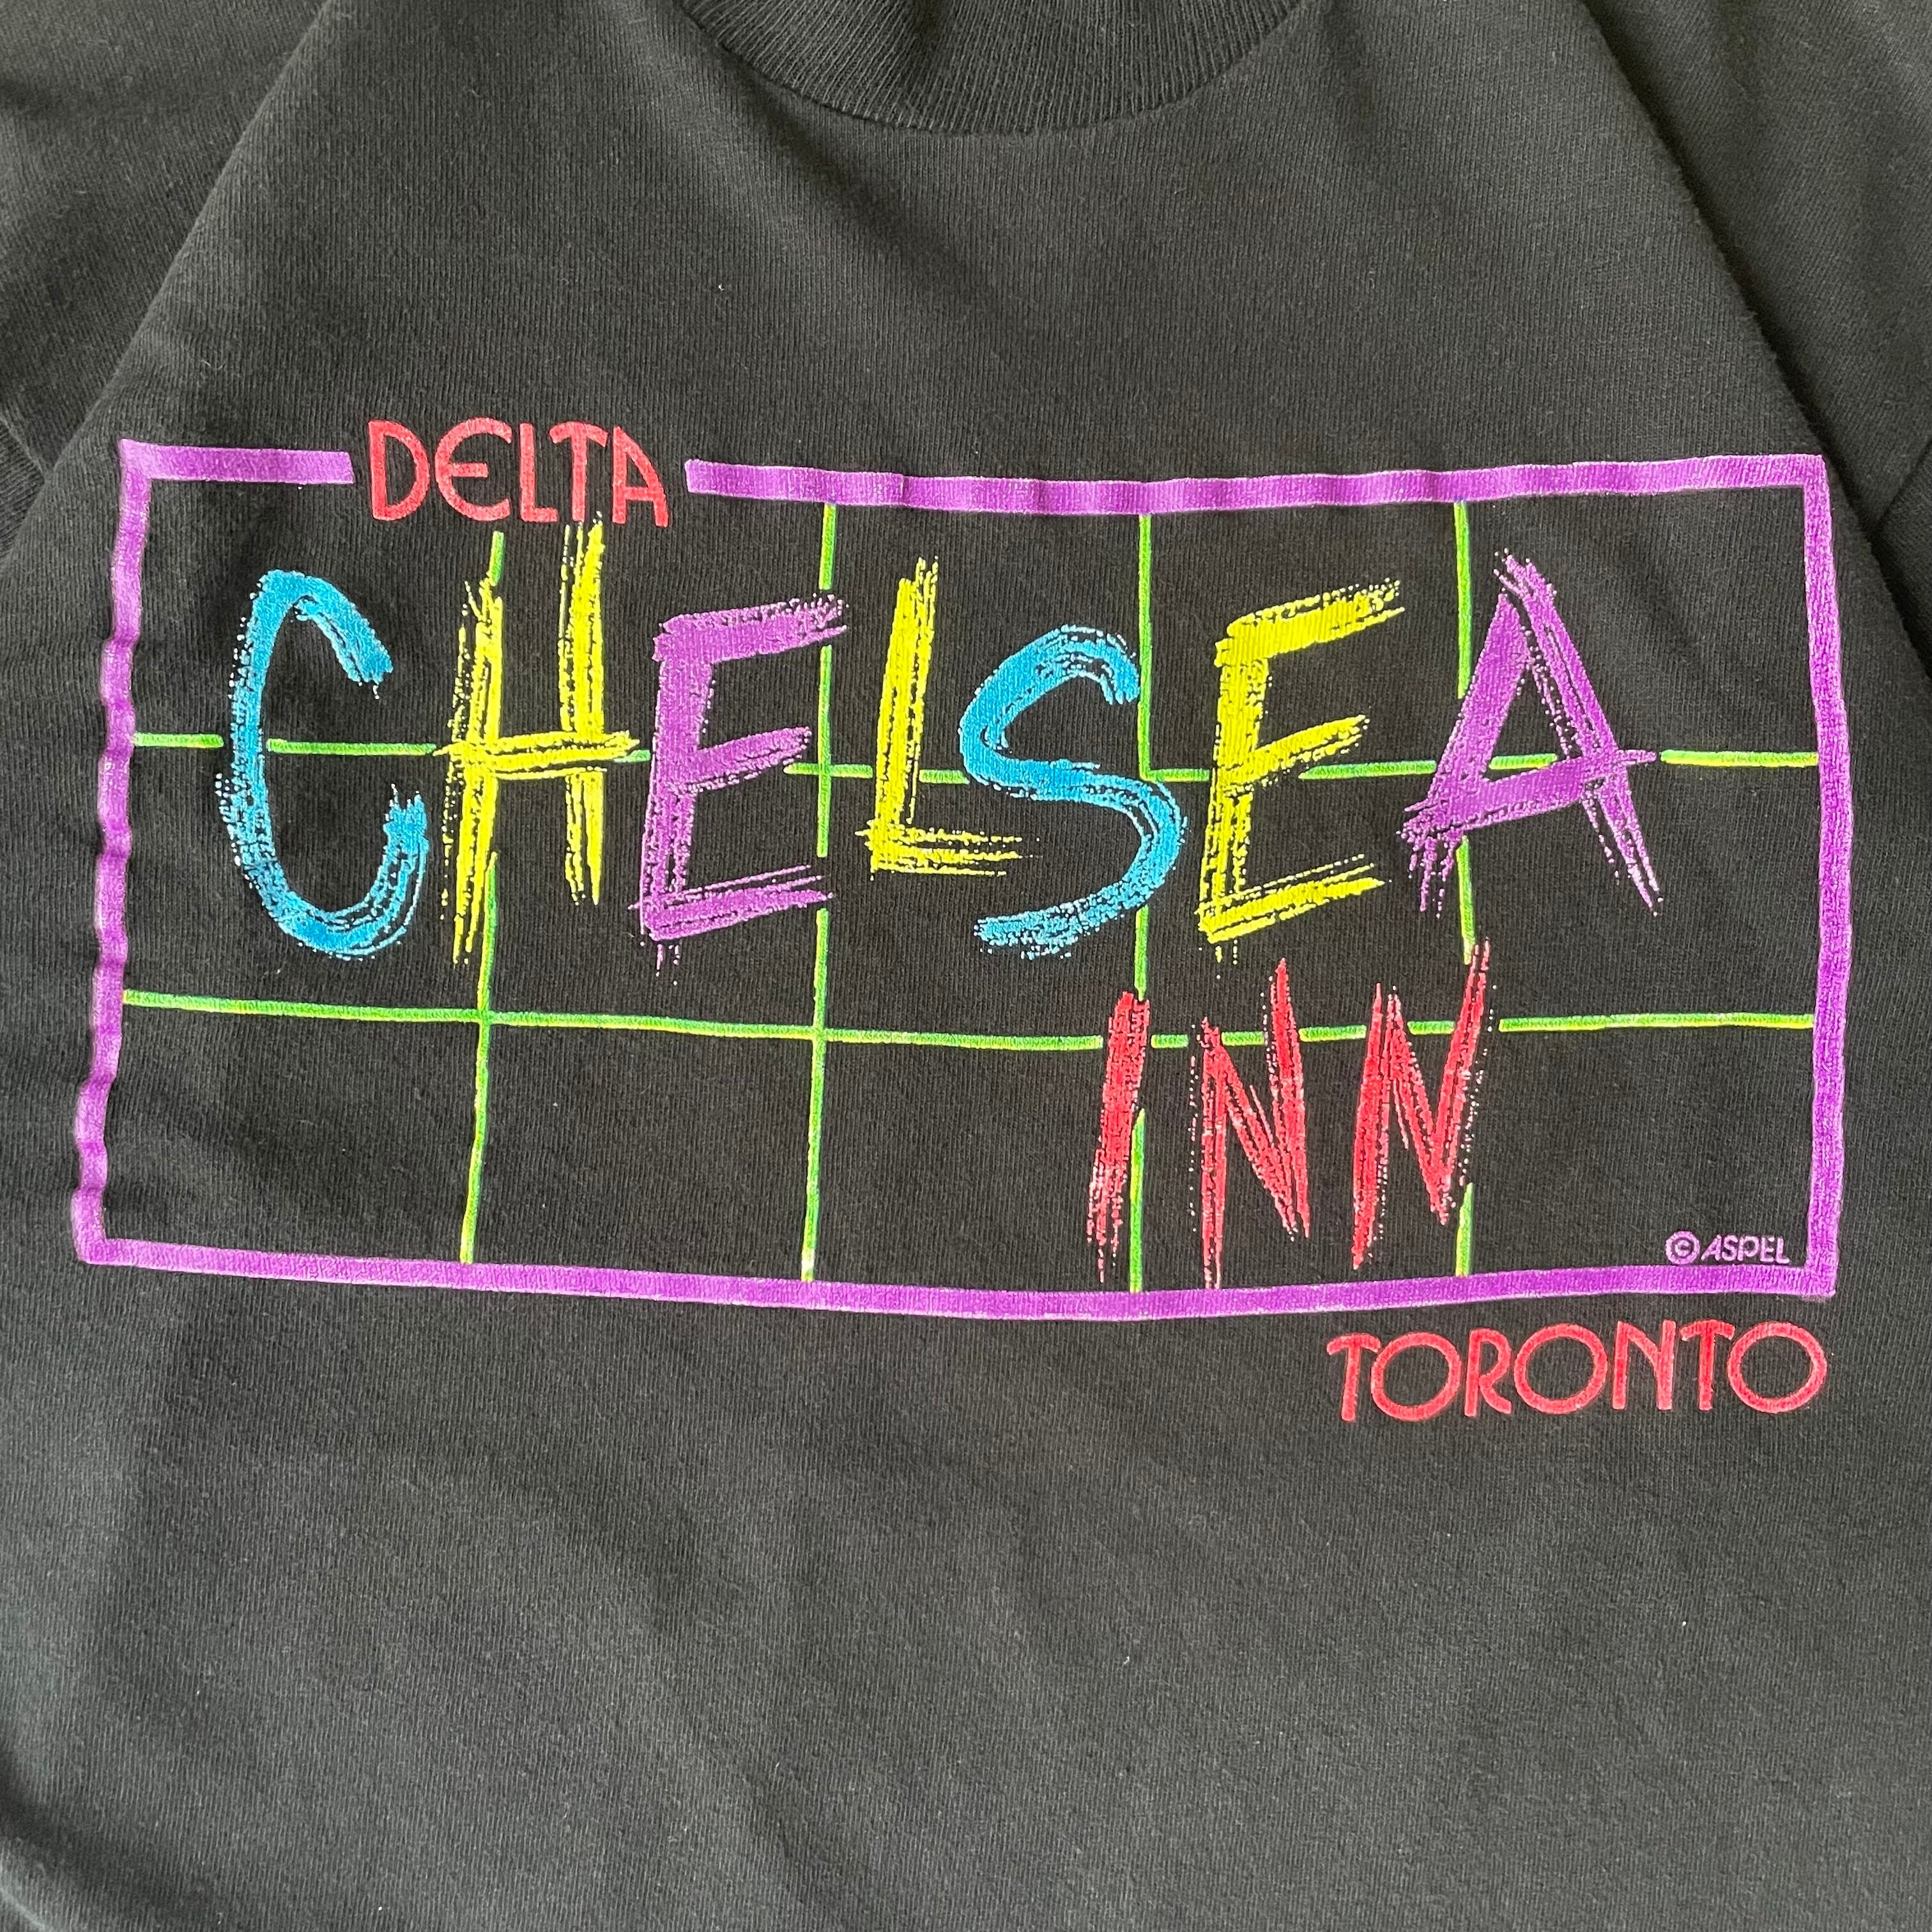 DELTA
CHELSEA
INN
©ASPEL
TORONTO